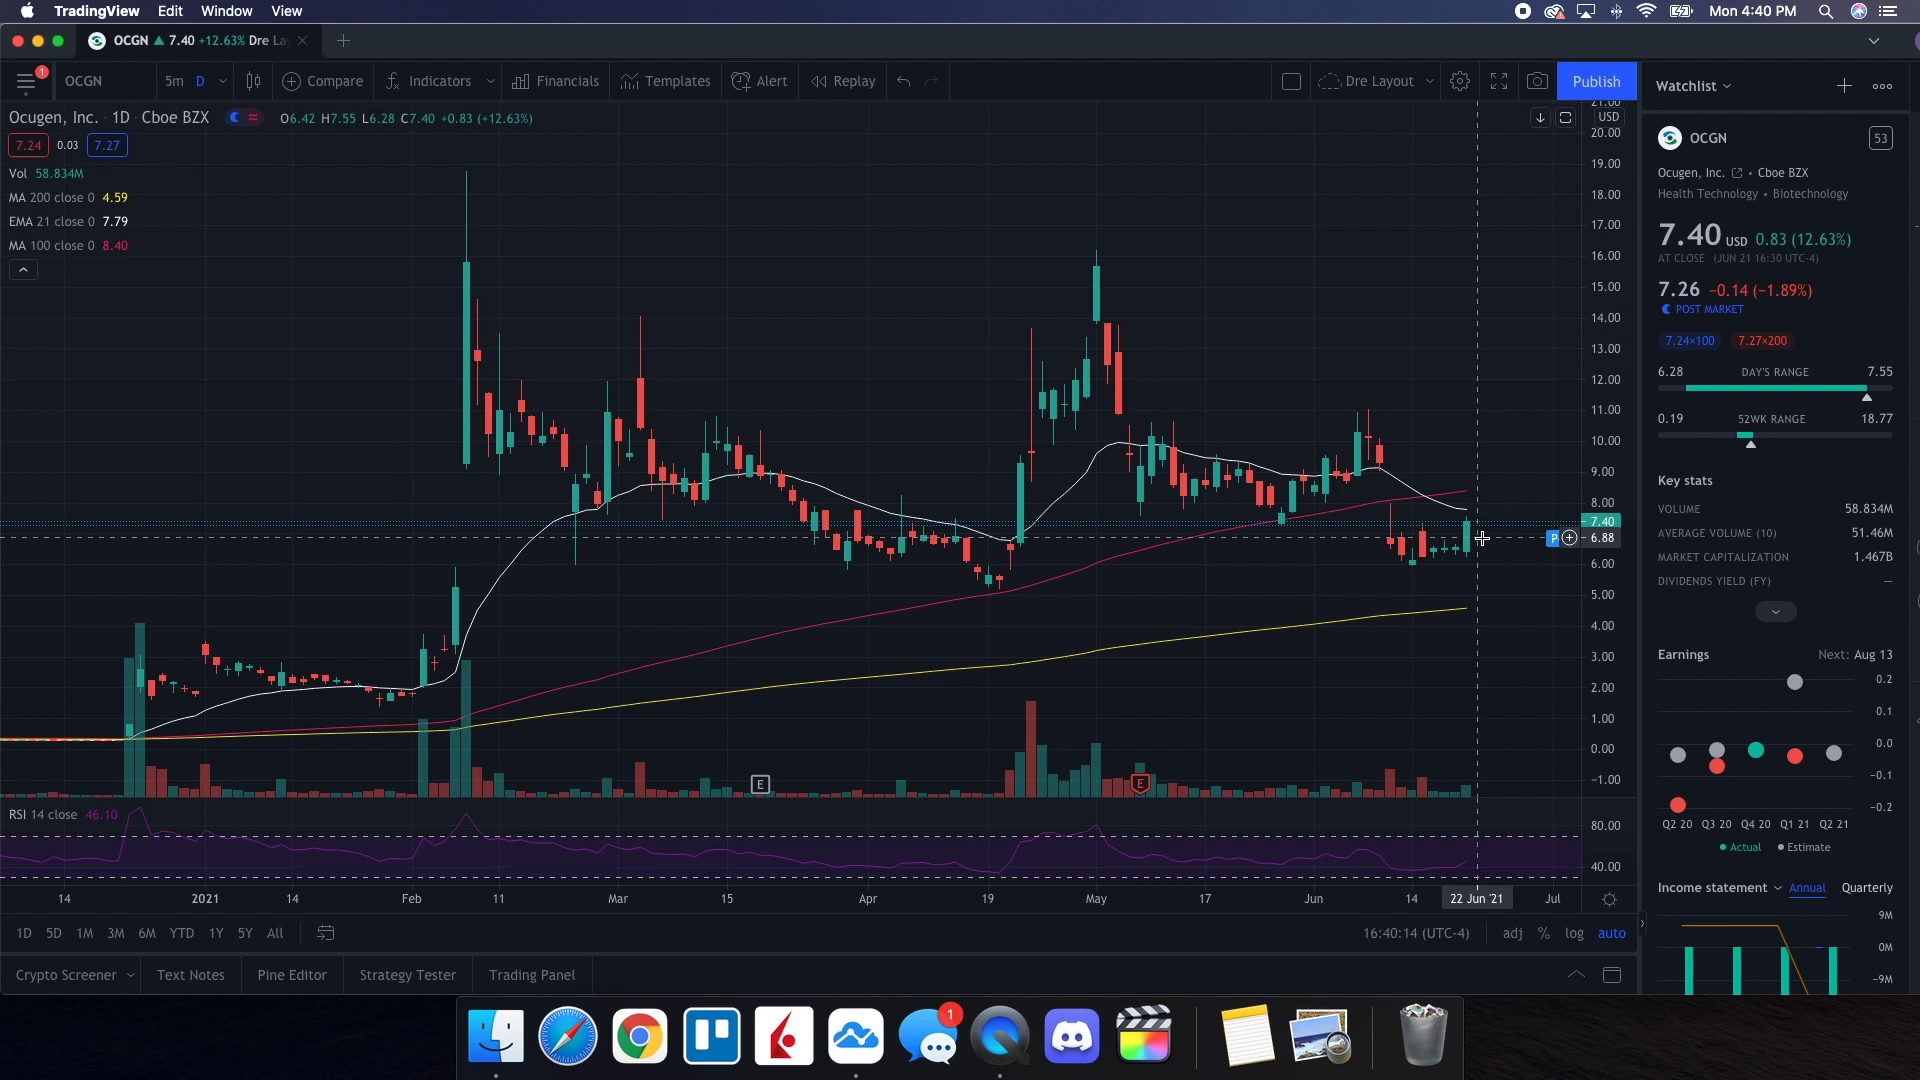 TradingView Edit Window View Mon 4:40 PM
OCGN ▲ 7.40 +12.63% Dre La
1 OCGN 5m D Compare Indicators Financials Templates Alert Replay Dre Layout Publish
Watchlist
Ocugen, Inc. · 1D · Cboe BZX O6.42 H7.55 L6.28 C7.40 +0.83 (+12.63%)
7.24 0.03 7.27
Vol 58.834M
MA 200 close 0 4.59
EMA 21 close 0 7.79
MA 100 close 0 8.40
21.00
USD
20.00
19.00
18.00
17.00
16.00
15.00
14.00
13.00
12.00
11.00
10.00
9.00
8.00
7.40
P 6.88
6.00
5.00
4.00
3.00
2.00
1.00
0.00
-1.00
E E
RSI 14 close 46.10
80.00
40.00
14 2021 14 Feb 11 Mar 15 Apr 19 May 17 Jun 14 22 Jun '21 Jul
1D 5D 1M 3M 6M YTD 1Y 5Y All 16:40:14 (UTC-4) adj % log auto
Crypto Screener Text Notes Pine Editor Strategy Tester Trading Panel
OCGN 53
Ocugen, Inc. • Cboe BZX
Health Technology • Biotechnology
7.40 USD 0.83 (12.63%)
AT CLOSE (JUN 21 16:30 UTC-4)
7.26 −0.14 (−1.89%)
POST MARKET
7.24×100 7.27×200
6.28 DAY'S RANGE 7.55
0.19 52WK RANGE 18.77
Key stats
VOLUME 58.834M
AVERAGE VOLUME (10) 51.46M
MARKET CAPITALIZATION 1.467B
DIVIDENDS YIELD (FY) —
Earnings Next: Aug 13
0.2
0.1
0.0
-0.1
-0.2
Q2 20 Q3 20 Q4 20 Q1 21 Q2 21
Actual Estimate
Income statement Annual Quarterly
9M
0M
-9M
1